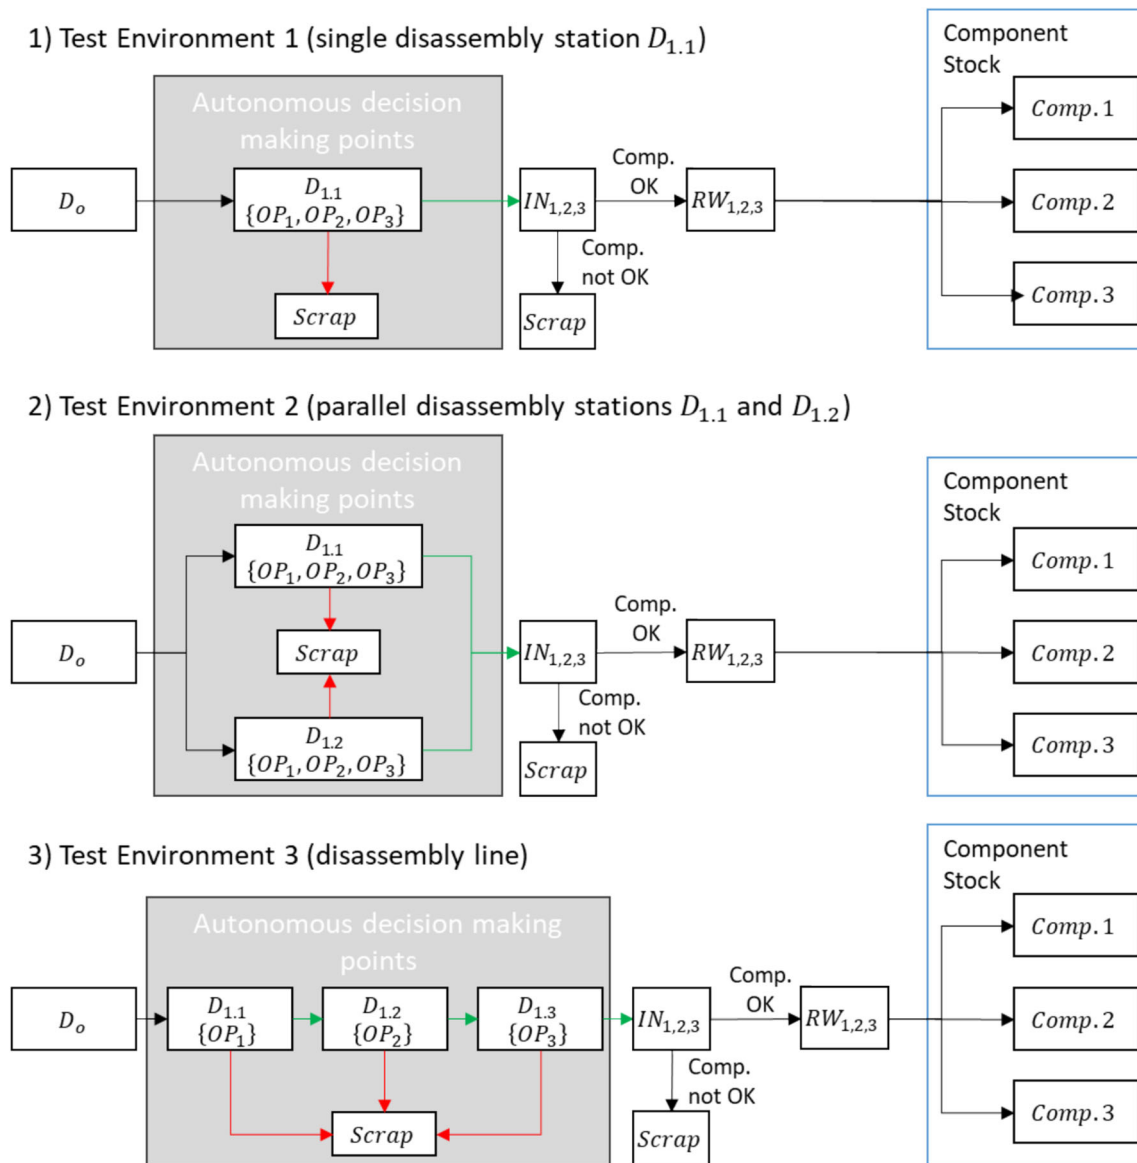 1) Test Environment 1 (single disassembly station D₁.₁)
Component
Stock
Autonomous decision
making points
Dₒ
D₁.₁
{OP₁, OP₂, OP₃}
Scrap
IN₁,₂,₃
Comp.
OK
Comp.
not OK
Scrap
RW₁,₂,₃
Comp. 1
Comp. 2
Comp. 3
2) Test Environment 2 (parallel disassembly stations D₁.₁ and D₁.₂)
Component
Stock
Autonomous decision
making points
Dₒ
D₁.₁
{OP₁, OP₂, OP₃}
Scrap
D₁.₂
{OP₁, OP₂, OP₃}
IN₁,₂,₃
Comp.
OK
Comp.
not OK
Scrap
RW₁,₂,₃
Comp. 1
Comp. 2
Comp. 3
3) Test Environment 3 (disassembly line)
Component
Stock
Autonomous decision making
points
Dₒ
D₁.₁
{OP₁}
D₁.₂
{OP₂}
D₁.₃
{OP₃}
Scrap
IN₁,₂,₃
Comp.
OK
Comp.
not OK
Scrap
RW₁,₂,₃
Comp. 1
Comp. 2
Comp. 3